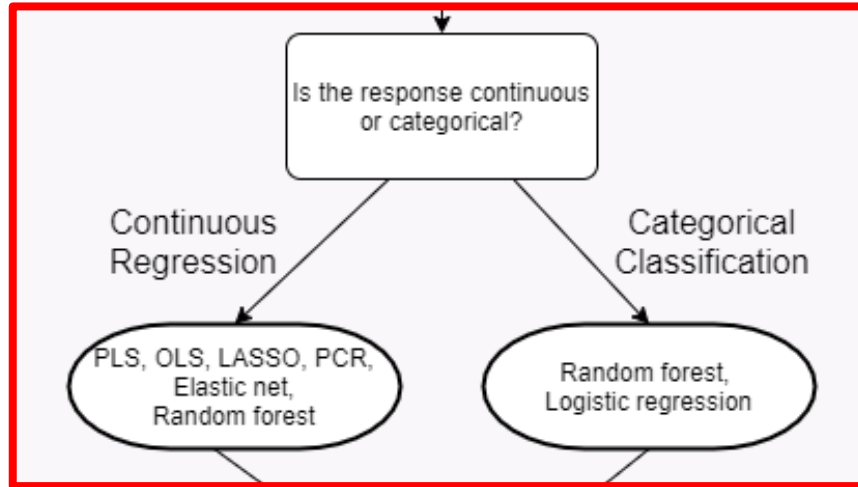 Is the response continuous
or categorical?
Continuous
Regression
Categorical
Classification
PLS, OLS, LASSO, PCR,
Elastic net,
Random forest
Random forest,
Logistic regression